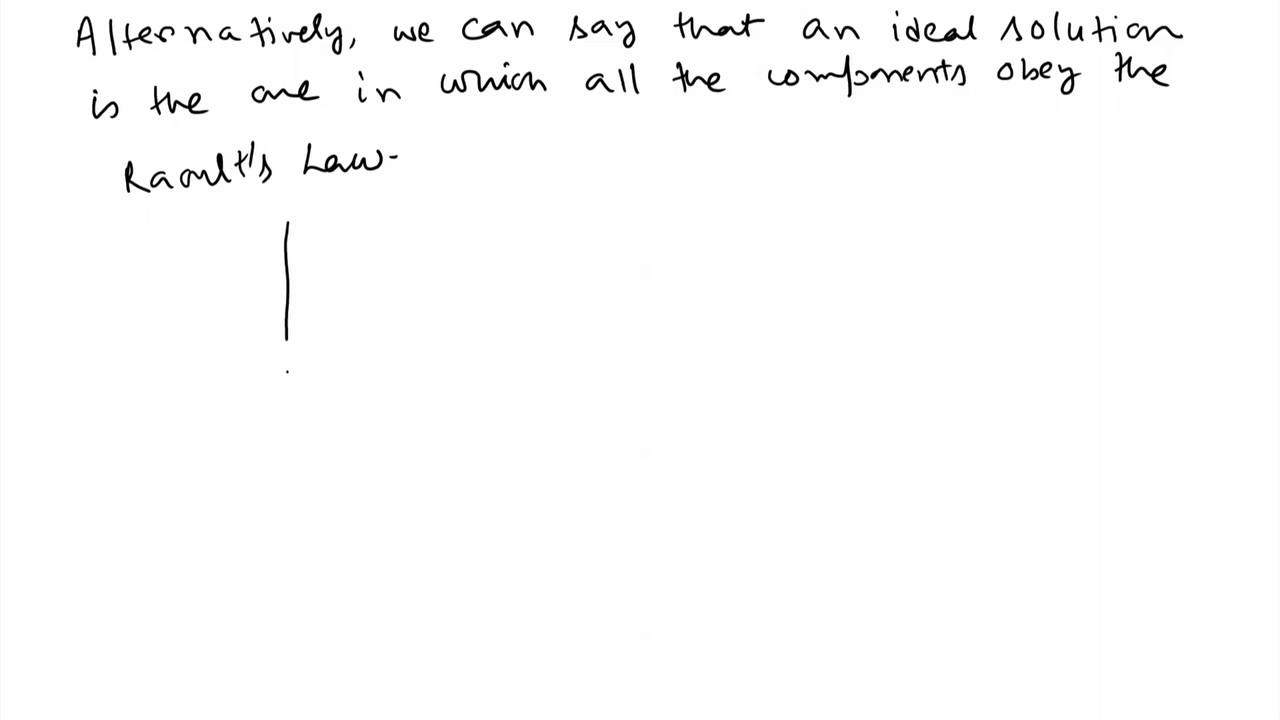 Alternatively, we can say that an ideal solution
is the one in which all the components obey the
Raoult's Law.